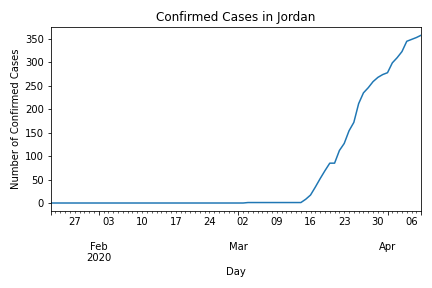 Confirmed Cases in Jordan
Number of Confirmed Cases
350
300
250
200
150
100
50
0
27 03 10 17 24 02 09 16 23 30 06
Feb Mar Apr
2020
Day